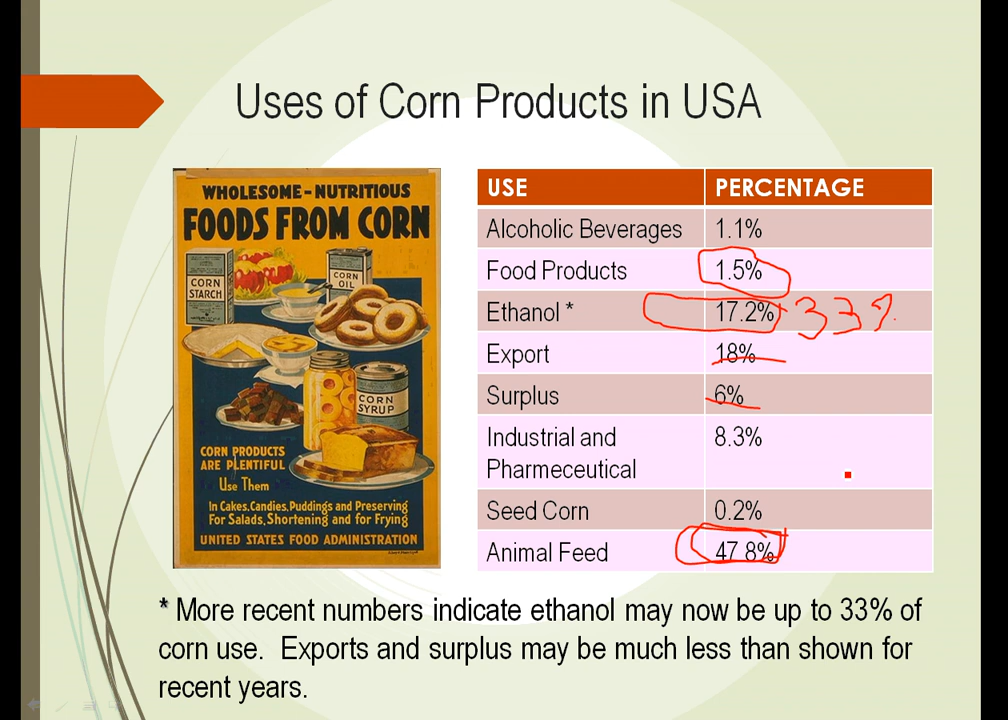 Uses of Corn Products in USA
WHOLESOME - NUTRITIOUS
FOODS FROM CORN
CORN
STARCH
CORN
OIL
CORN
SYRUP
CORN PRODUCTS
ARE PLENTIFUL
Use Them
In Cakes, Candies, Puddings and Preserving
For Salads, Shortening and for Frying
UNITED STATES FOOD ADMINISTRATION
USE PERCENTAGE
Alcoholic Beverages 1.1%
Food Products 1.5%
Ethanol * 17.2% 33%
Export 18%
Surplus 6%
Industrial and 8.3%
Pharmeceutical
Seed Corn 0.2%
Animal Feed 47.8%
* More recent numbers indicate ethanol may now be up to 33% of
corn use. Exports and surplus may be much less than shown for
recent years.